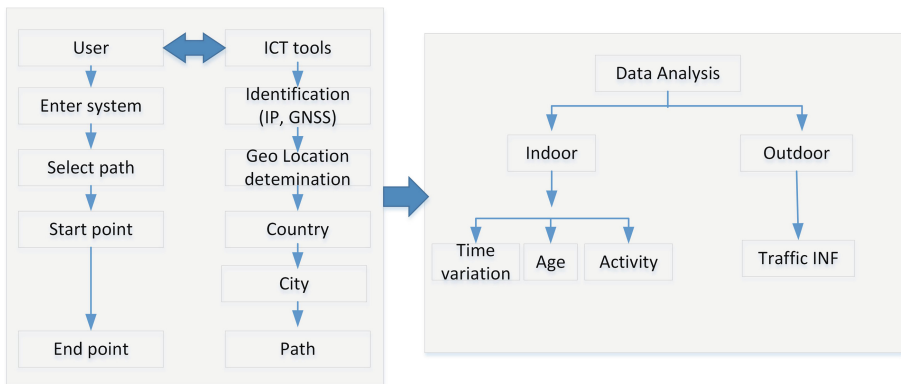 User
ICT tools
Enter system
Identification
(IP, GNSS)
Select path
Geo Location
detemination
Start point
Country
City
End point
Path
Data Analysis
Indoor
Outdoor
Time
variation
Age
Activity
Traffic INF